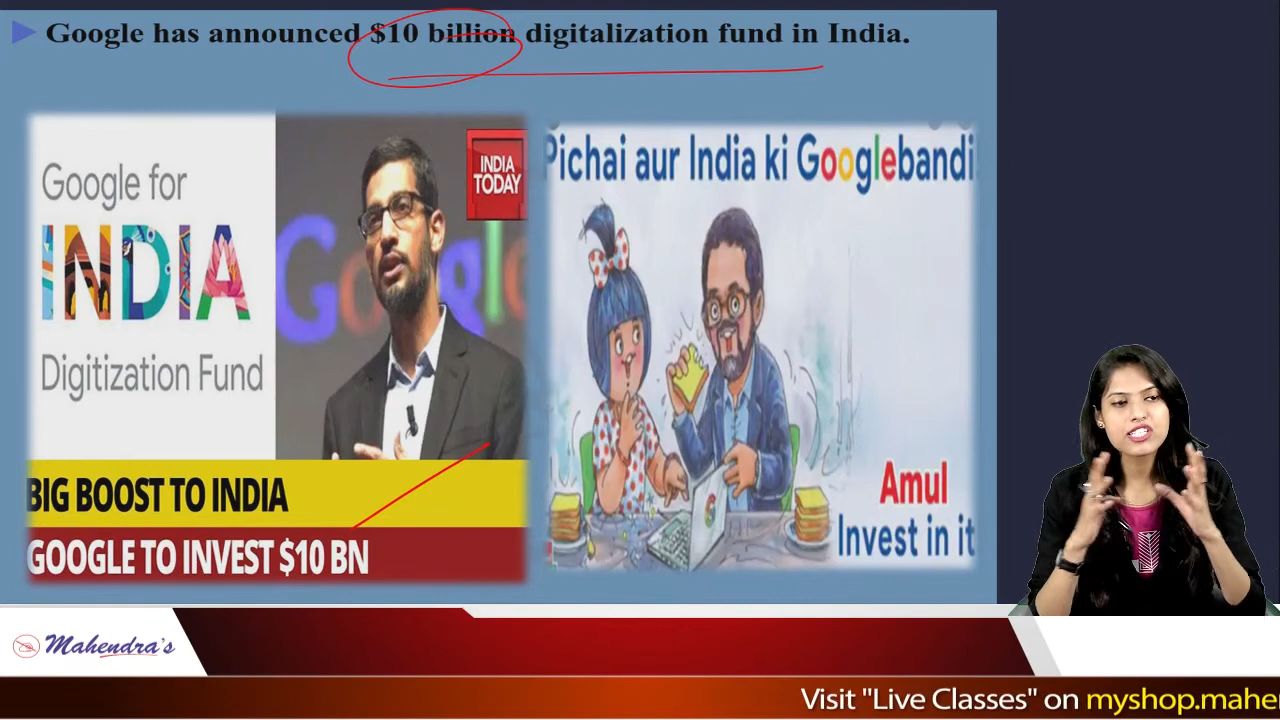 Google has announced $10 billion digitalization fund in India.
Google for
INDIA
Digitization Fund
INDIA
TODAY
Google
BIG BOOST TO INDIA
GOOGLE TO INVEST $10 BN
Pichai aur India ki Googlebandi
Amul
Invest in it
Mahendra's
Visit "Live Classes" on myshop.mahe